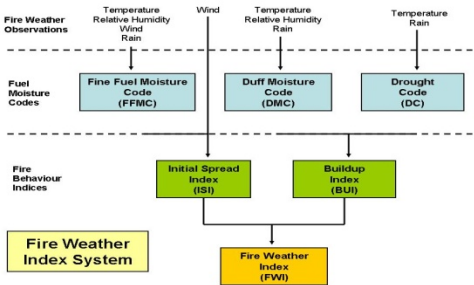 Fire Weather
Observations
Temperature
Relative Humidity
Wind
Rain
Wind
Temperature
Relative Humidity
Rain
Temperature
Rain
Fuel
Moisture
Codes
Fine Fuel Moisture
Code
(FFMC)
Duff Moisture
Code
(DMC)
Drought
Code
(DC)
Fire
Behaviour
Indices
Initial Spread
Index
(ISI)
Buildup
Index
(BUI)
Fire Weather
Index System
Fire Weather
Index
(FWI)